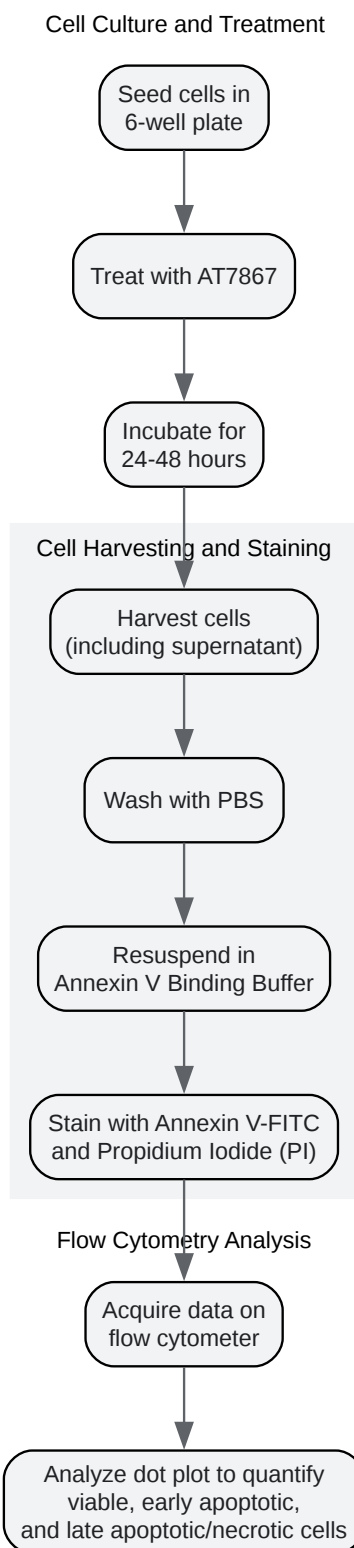 Cell Culture and Treatment
Seed cells in
6-well plate
Treat with AT7867
Incubate for
24-48 hours
Cell Harvesting and Staining
Harvest cells
(including supernatant)
Wash with PBS
Resuspend in
Annexin V Binding Buffer
Stain with Annexin V-FITC
and Propidium Iodide (PI)
Flow Cytometry Analysis
Acquire data on
flow cytometer
Analyze dot plot to quantify
viable, early apoptotic,
and late apoptotic/necrotic cells